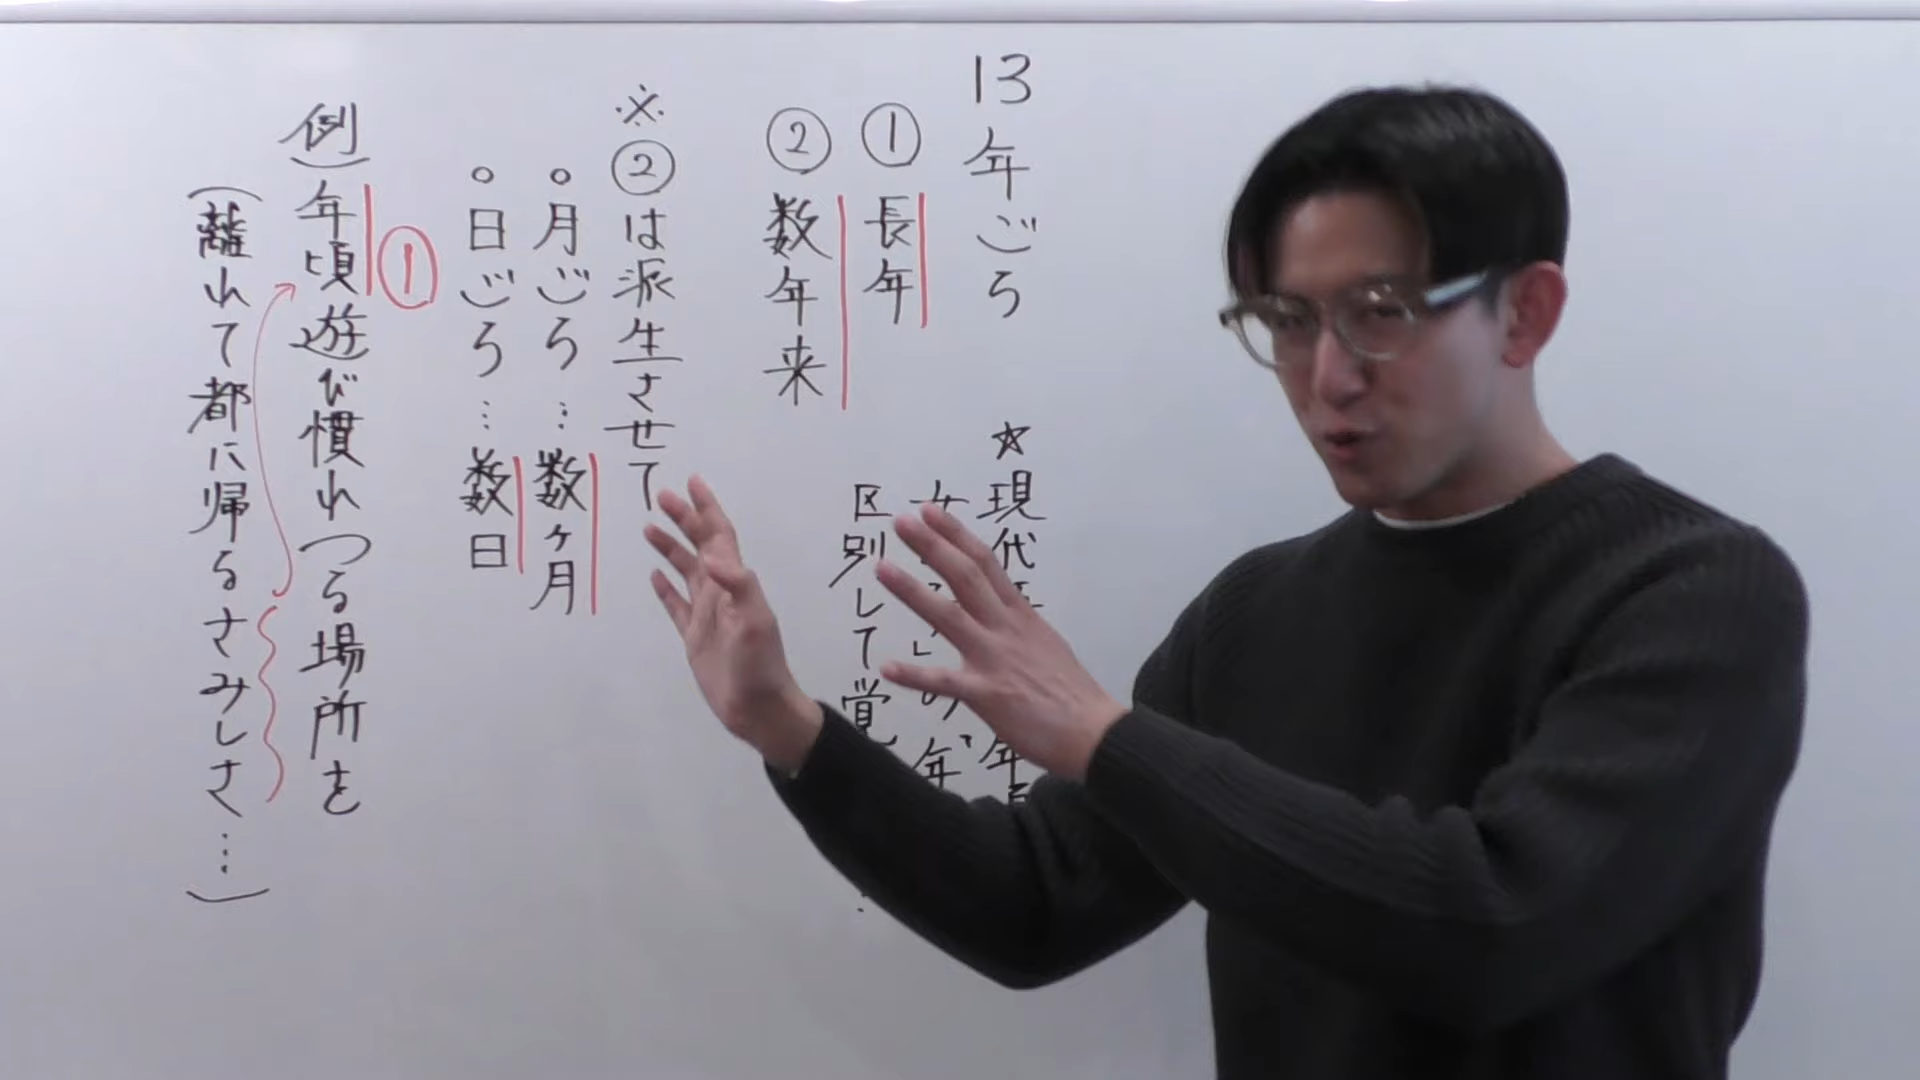 13 年ごろ
① 長年
② 数年来
☆現代
区別して覚
※②は派生させて
○月ごろ…数ヶ月
○日ごろ…数日
例)年頃遊び慣れつる場所を
①
(離れて都に帰るさみしさ…)